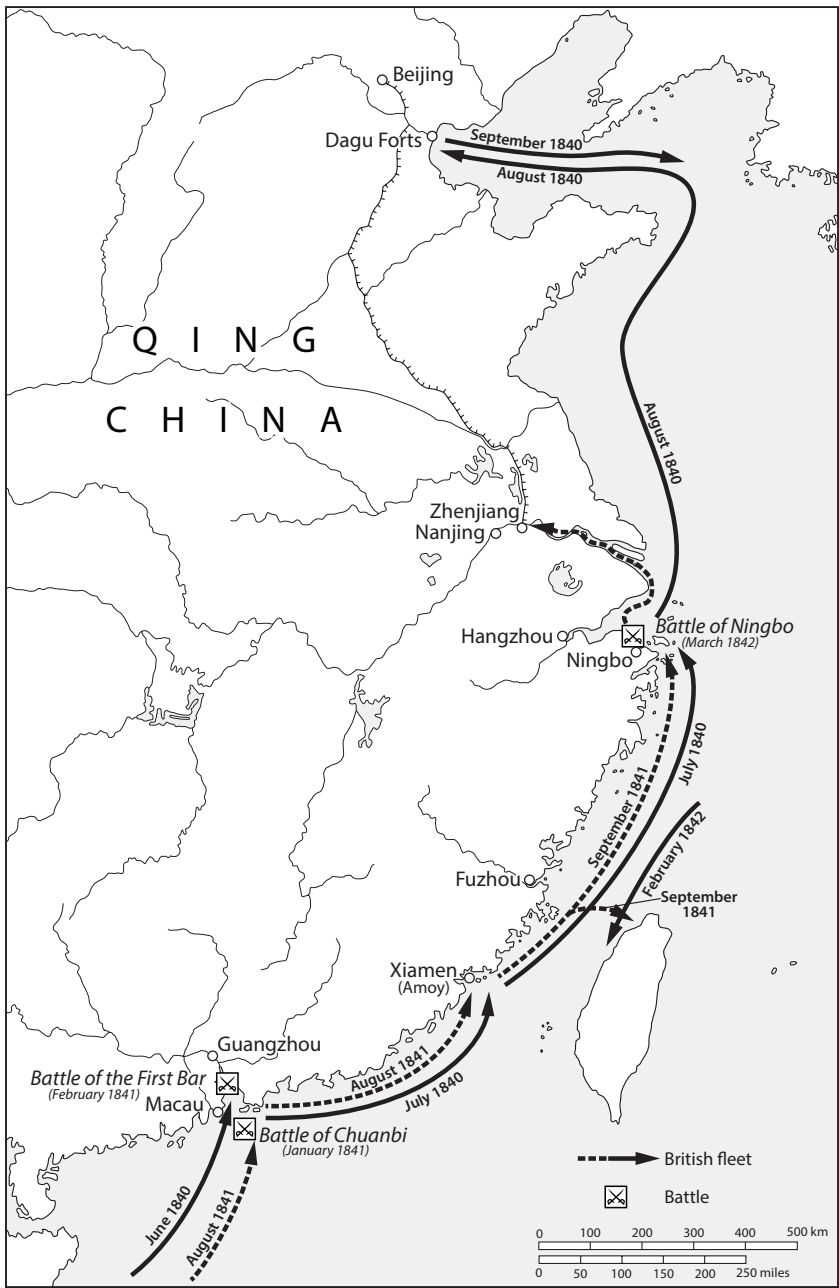 Beijing
Dagu Forts
September 1840
August 1840
QING
CHINA
August 1840
Zhenjiang
Nanjing
Hangzhou
Battle of Ningbo
(March 1842)
Ningbo
July 1840
September 1841
February 1842
Fuzhou
September
1841
Xiamen
(Amoy)
Guangzhou
August 1841
Battle of the First Bar
(February 1841)
July 1840
Macau
Battle of Chuanbi
(January 1841)
June 1840
August 1841
British fleet
Battle
0 100 200 300 400 500 km
0 50 100 150 200 250 miles